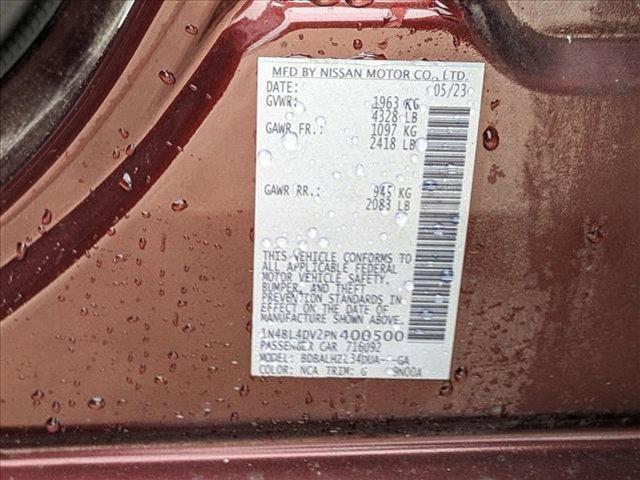 MFD BY NISSAN MOTOR CO., LTD.
DATE: 05/23
GVWR: 1963 KG
4328 LB
GAWR FR.: 1097 KG
2418 LB
GAWR RR.: 945 KG
2083 LB
THIS VEHICLE CONFORMS TO
ALL APPLICABLE FEDERAL
MOTOR VEHICLE SAFETY,
BUMPER, AND THEFT
PREVENTION STANDARDS IN
EFFECT ON THE DATE OF
MANUFACTURE SHOWN ABOVE.
1N4BL4DV2PN400500
PASSENGER CAR 716092
MODEL:
COLOR: NCA TRIM: G